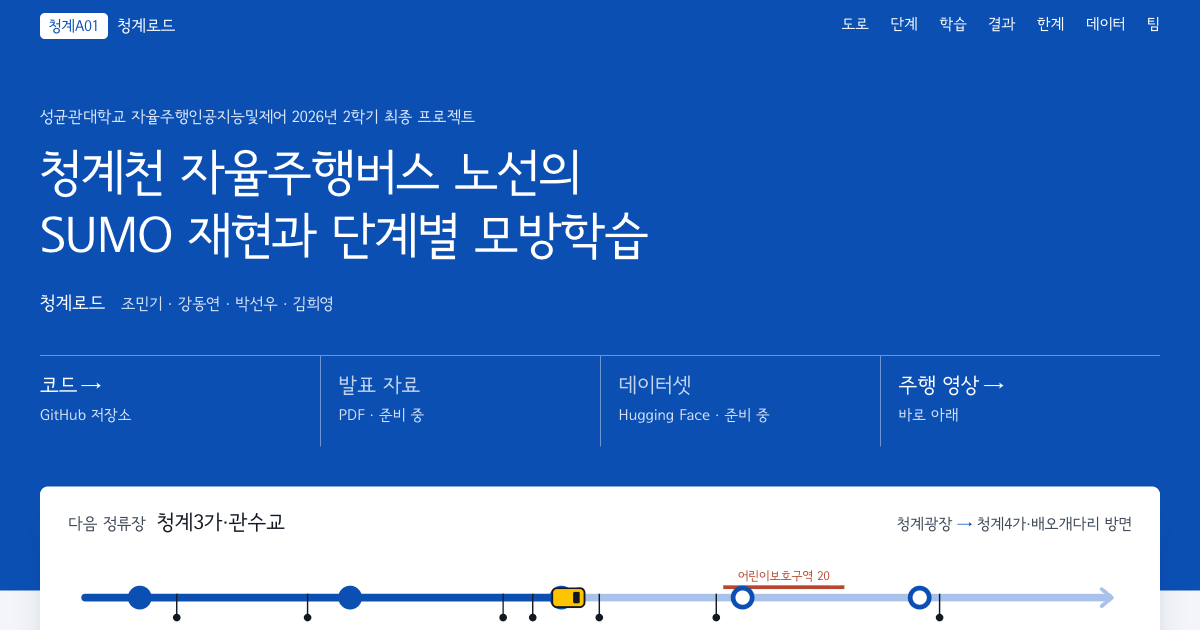 청계A01 청계로드
도로 단계 학습 결과 한계 데이터 팀
성균관대학교 자율주행인공지능및제어 2026년 2학기 최종 프로젝트
청계천 자율주행버스 노선의
SUMO 재현과 단계별 모방학습
청계로드 조민기 · 강동연 · 박선우 · 김희영
코드 →
GitHub 저장소
발표 자료
PDF · 준비 중
데이터셋
Hugging Face · 준비 중
주행 영상 →
바로 아래
다음 정류장 청계3가·관수교
청계광장 → 청계4가·배오개다리 방면
어린이보호구역 20